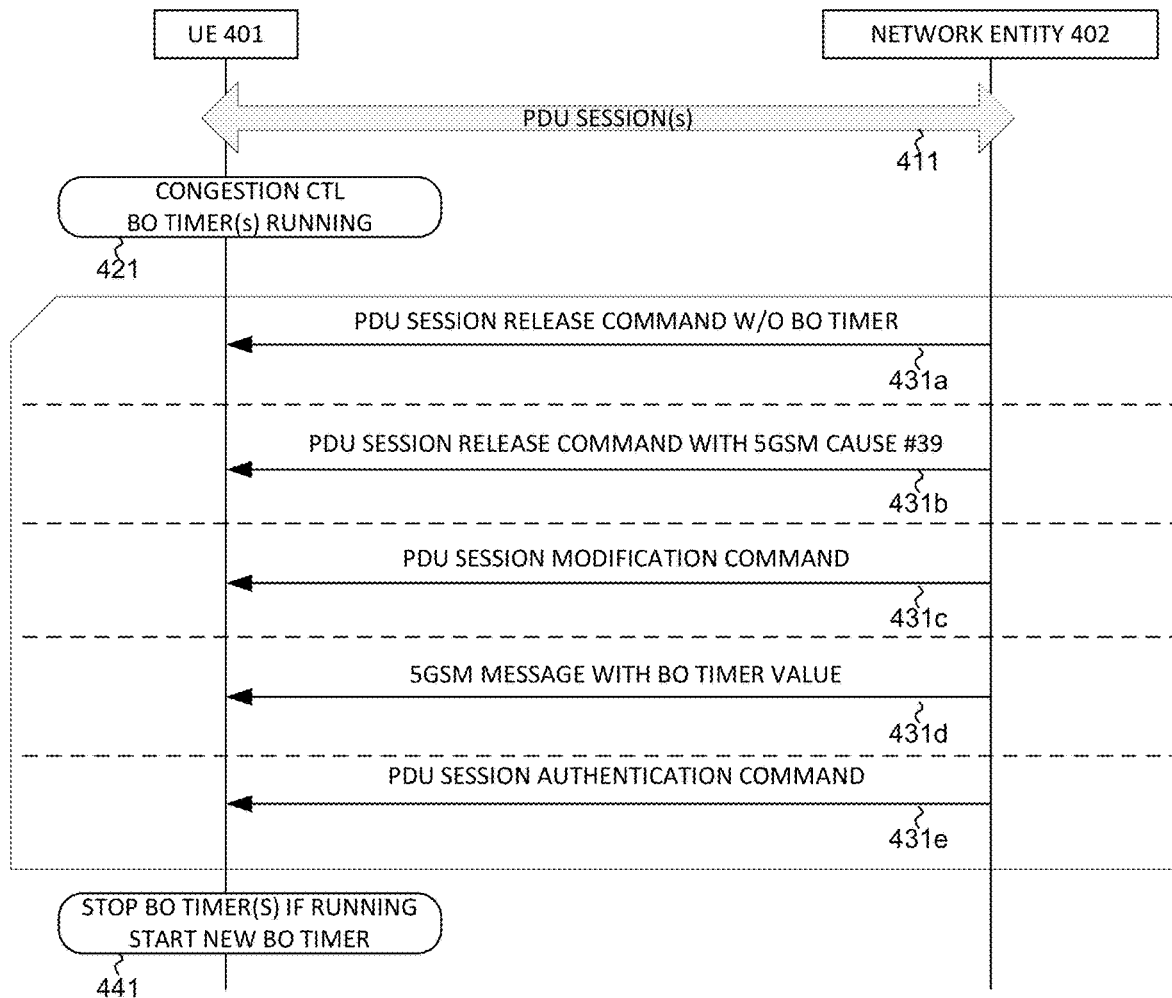 UE 401
NETWORK ENTITY 402
PDU SESSION(s)
411
CONGESTION CTL
BO TIMER(s) RUNNING
421
PDU SESSION RELEASE COMMAND W/O BO TIMER
431a
PDU SESSION RELEASE COMMAND WITH 5GSM CAUSE #39
431b
PDU SESSION MODIFICATION COMMAND
431c
5GSM MESSAGE WITH BO TIMER VALUE
431d
PDU SESSION AUTHENTICATION COMMAND
431e
STOP BO TIMER(S) IF RUNNING
START NEW BO TIMER
441